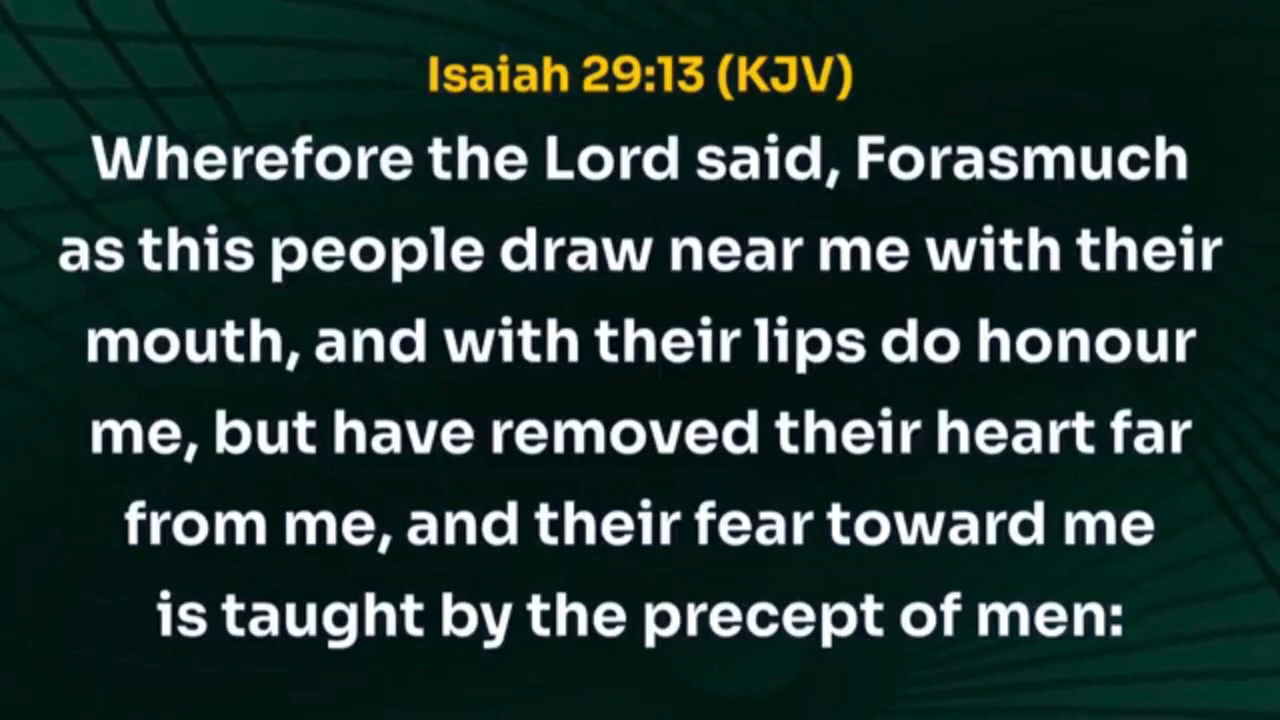 Isaiah 29:13 (KJV)
Wherefore the Lord said, Forasmuch
as this people draw near me with their
mouth, and with their lips do honour
me, but have removed their heart far
from me, and their fear toward me
is taught by the precept of men: